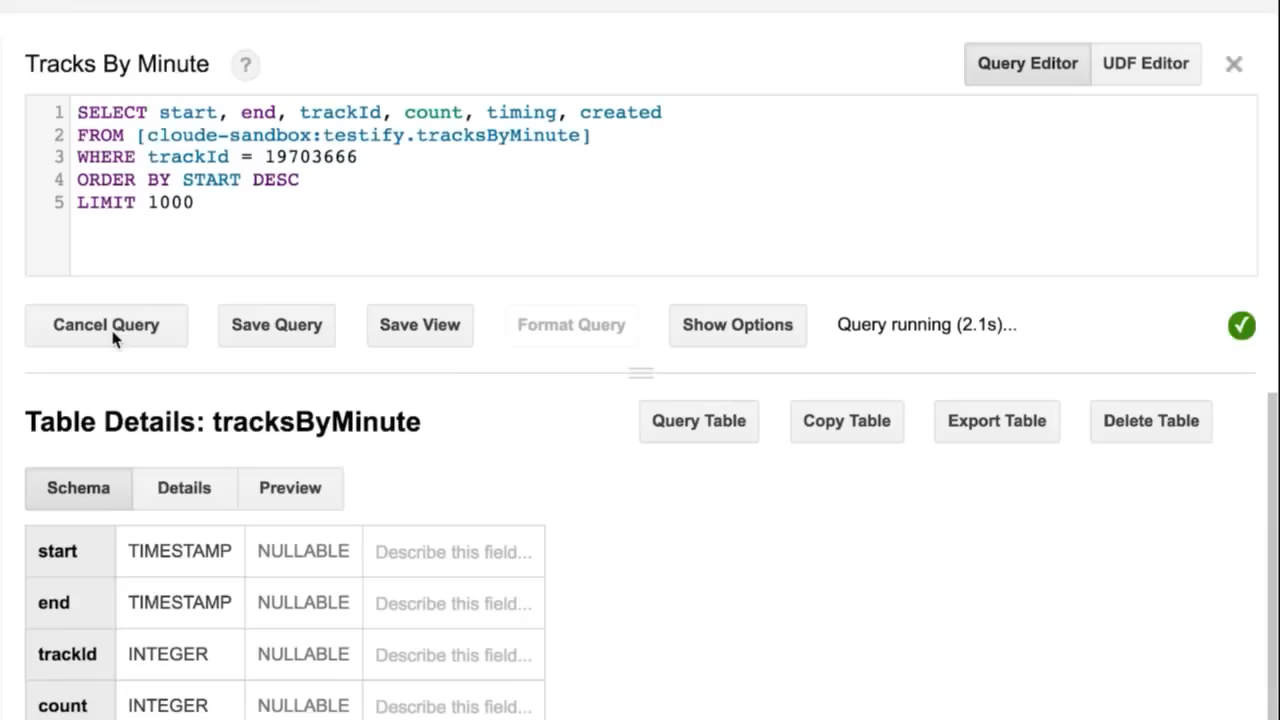 Tracks By Minute ? Query Editor UDF Editor ×
1 SELECT start, end, trackId, count, timing, created
2 FROM [cloude-sandbox:testify.tracksByMinute]
3 WHERE trackId = 19703666
4 ORDER BY START DESC
5 LIMIT 1000
Cancel Query Save Query Save View Format Query Show Options Query running (2.1s)...
Table Details: tracksByMinute Query Table Copy Table Export Table Delete Table
Schema Details Preview
start TIMESTAMP NULLABLE Describe this field...
end TIMESTAMP NULLABLE Describe this field...
trackId INTEGER NULLABLE Describe this field...
count INTEGER NULLABLE Describe this field...